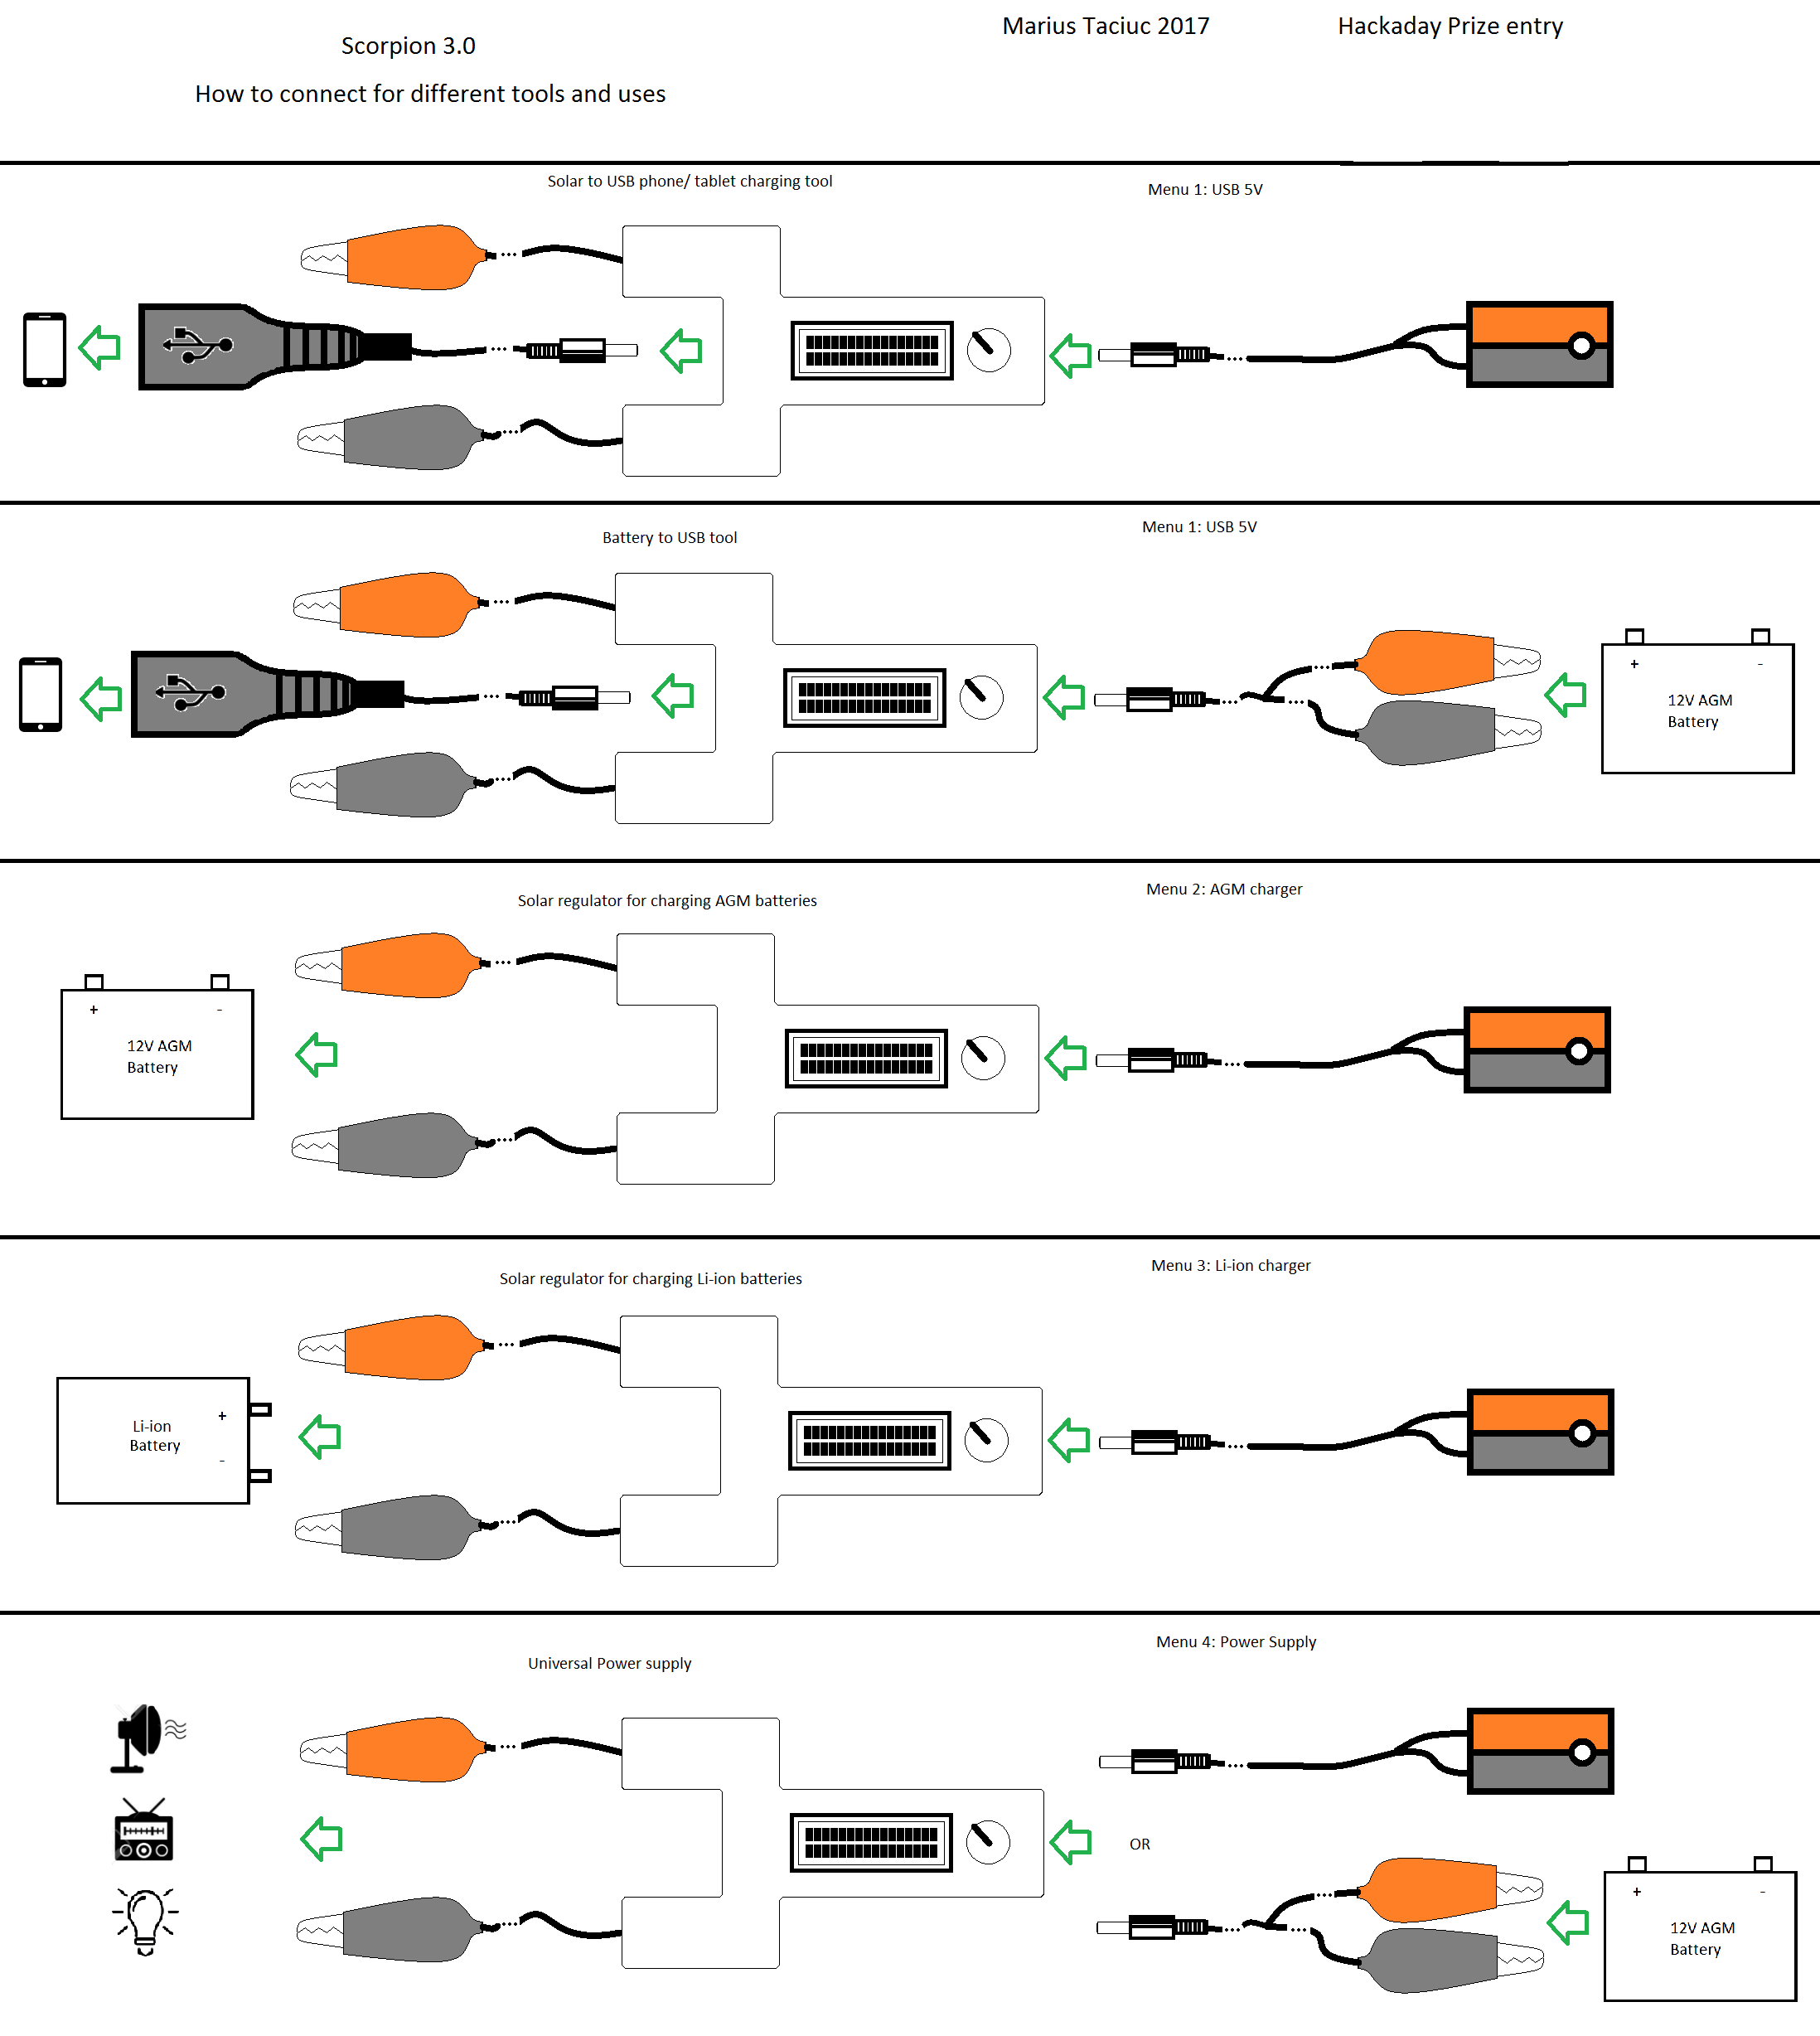 Marius Taciuc 2017
Hackaday Prize entry
Scorpion 3.0
How to connect for different tools and uses
Solar to USB phone/ tablet charging tool
Menu 1: USB 5V
Battery to USB tool
Menu 1: USB 5V
+ -
12V AGM
Battery
Solar regulator for charging AGM batteries
Menu 2: AGM charger
+ -
12V AGM
Battery
Solar regulator for charging Li-ion batteries
Menu 3: Li-ion charger
+
Li-ion
Battery
-
Universal Power supply
Menu 4: Power Supply
OR
+ -
12V AGM
Battery